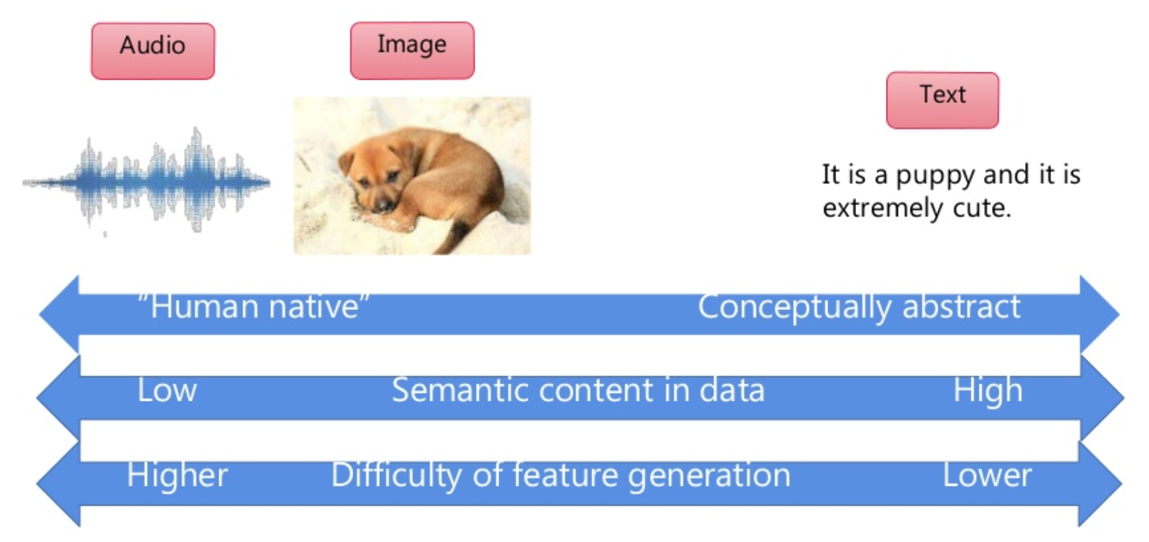 Audio
Image
Text
It is a puppy and it is
extremely cute.
“Human native” Conceptually abstract
Low Semantic content in data High
Higher Difficulty of feature generation Lower